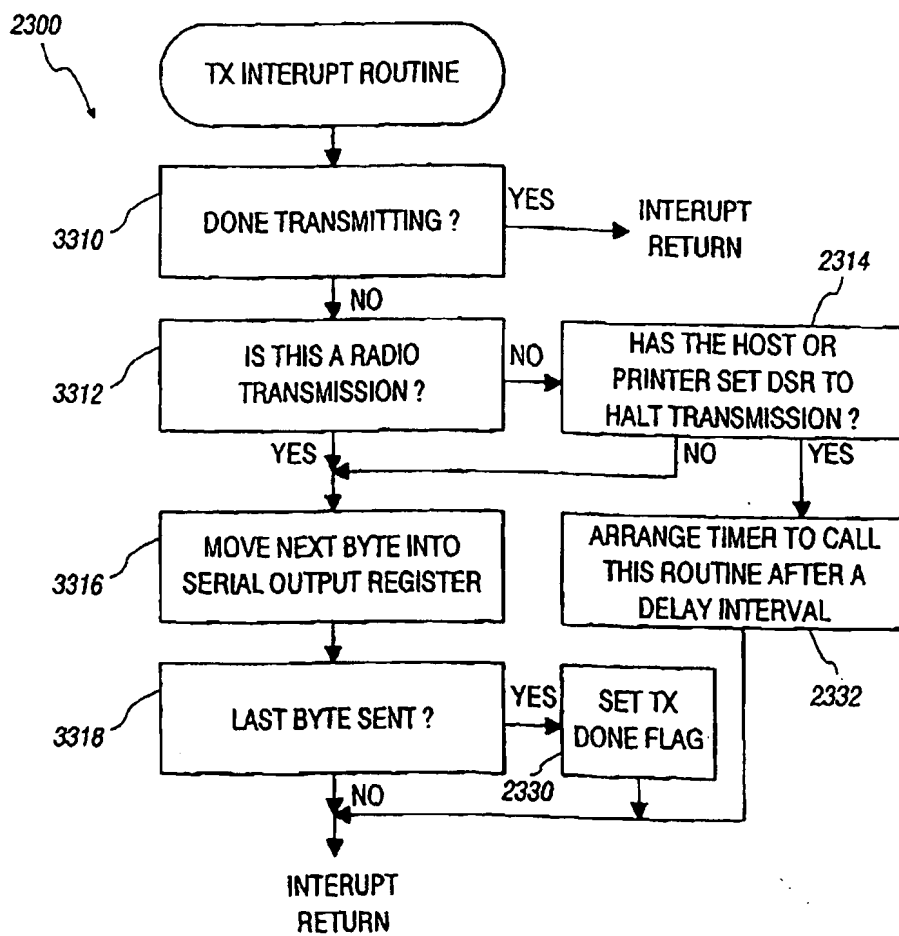 2300
TX INTERUPT ROUTINE
3310
DONE TRANSMITTING ?
YES
INTERUPT
RETURN
NO
2314
3312
IS THIS A RADIO
TRANSMISSION ?
NO
HAS THE HOST OR
PRINTER SET DSR TO
HALT TRANSMISSION ?
YES
NO
YES
3316
MOVE NEXT BYTE INTO
SERIAL OUTPUT REGISTER
ARRANGE TIMER TO CALL
THIS ROUTINE AFTER A
DELAY INTERVAL
2332
3318
LAST BYTE SENT ?
YES
SET TX
DONE FLAG
2330
NO
INTERUPT
RETURN